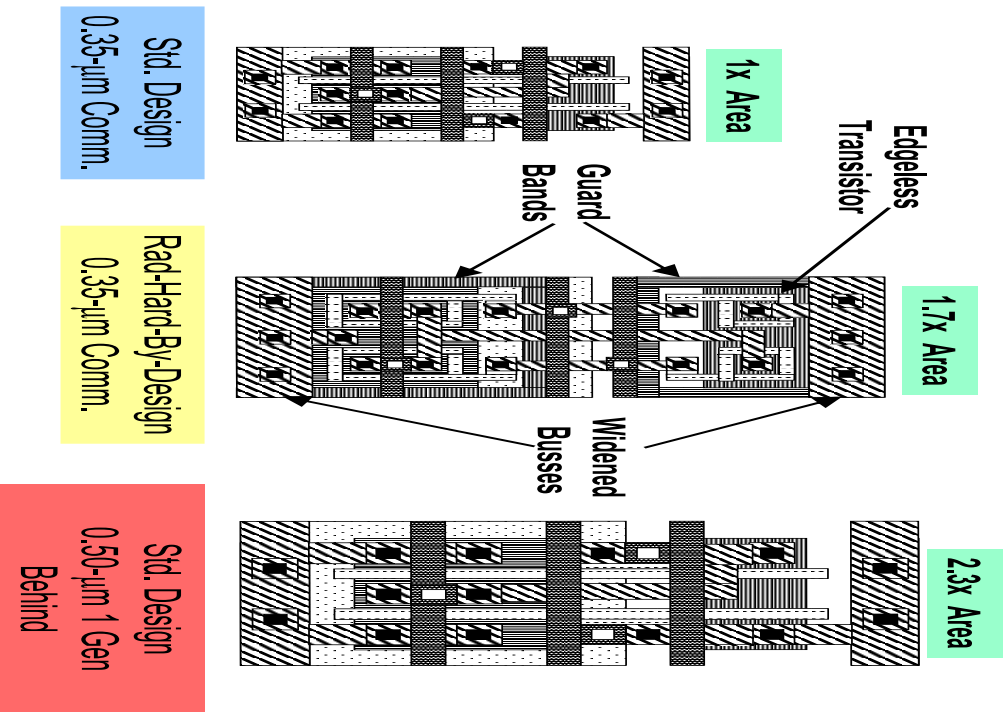 1x Area
1.7x Area
2.3x Area
Edgeless
Transistor
Guard
Bands
Widened
Busses
Std. Design
0.35-µm Comm.
Rad-Hard-By-Design
0.35-µm Comm.
Std. Design
0.50-µm 1 Gen
Behind